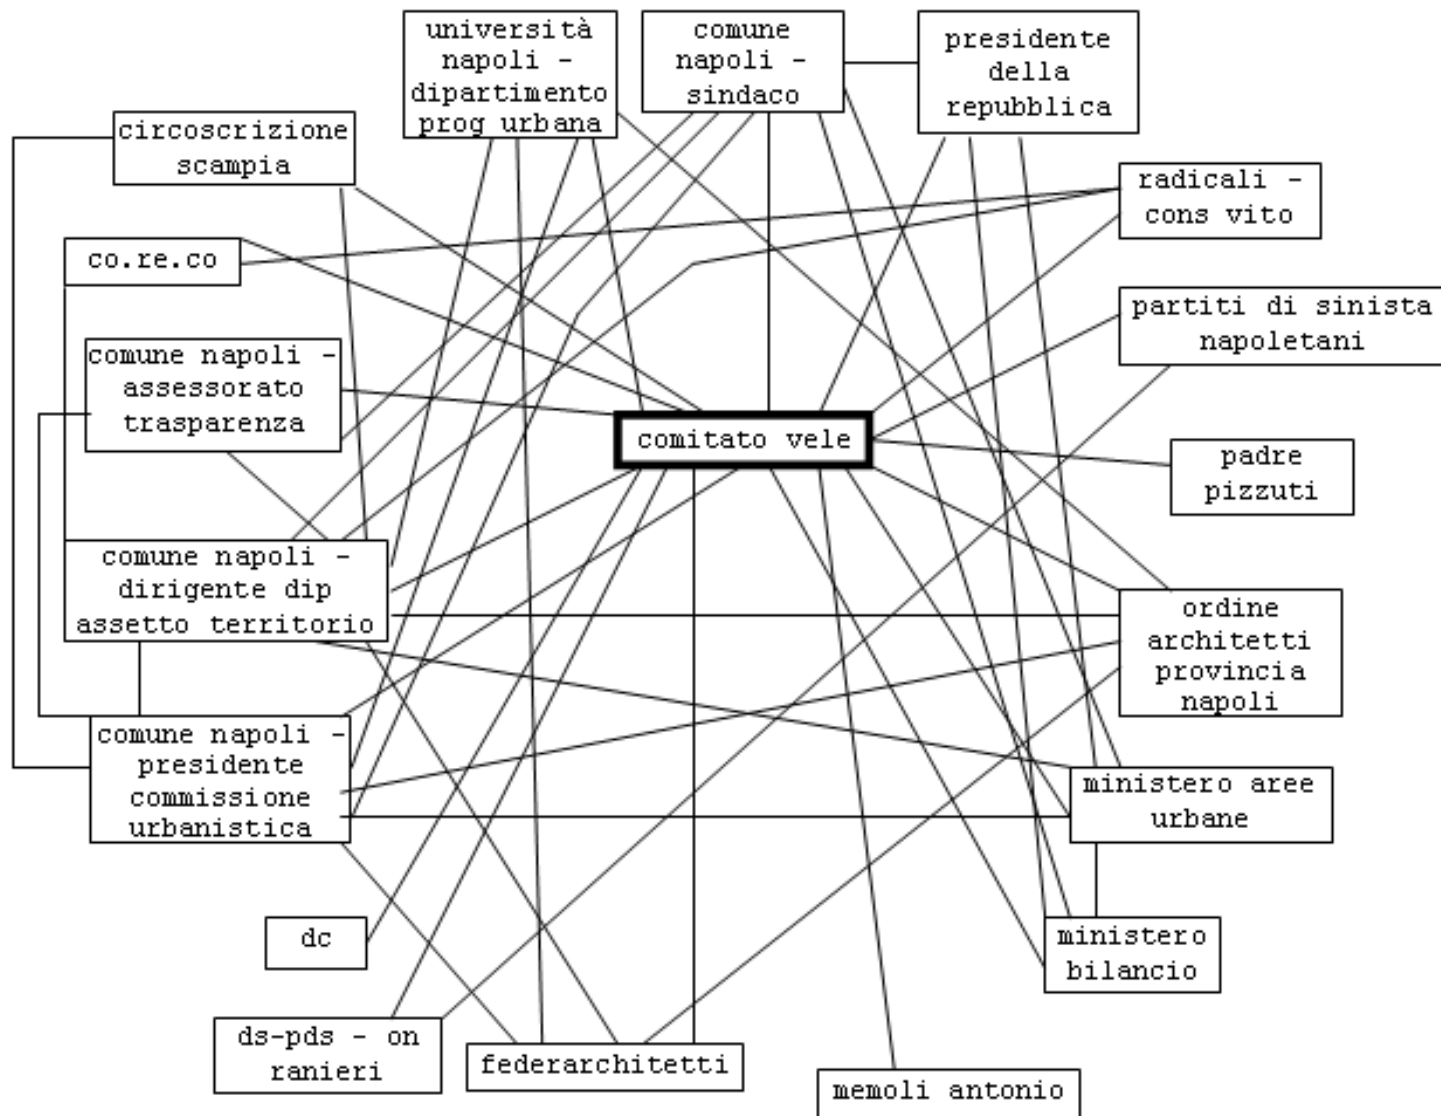 università
napoli -
dipartimento
prog urbana
comune
napoli -
sindaco
presidente
della
repubblica
circoscrizione
scampia
radicali -
cons vito
co.re.co
partiti di sinista
napoletani
comune napoli -
assessorato
trasparenza
comitato vele
padre
pizzuti
comune napoli -
dirigente dip
assetto territorio
ordine
architetti
provincia
napoli
comune napoli -
presidente
commissione
urbanistica
ministero aree
urbane
dc
ministero
bilancio
ds-pds - on
ranieri
federarchitetti
memoli antonio